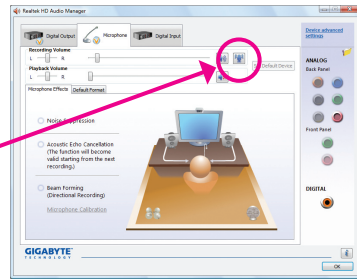 Realtek HD Audio Manager
Digital Output
Microphone
Digital Input
Device advanced
settings
Recording Volume
L R
Playback Volume
L R
Default Device
ANALOG
Back Panel
Microphone Effects Default Format
Noise Suppression
Acoustic Echo Cancellation
(The function will become
valid starting from the next
recording.)
Beam Forming
(Directional Recording)
Microphone Calibration
Front Panel
DIGITAL
GIGABYTE
TECHNOLOGY
i
OK